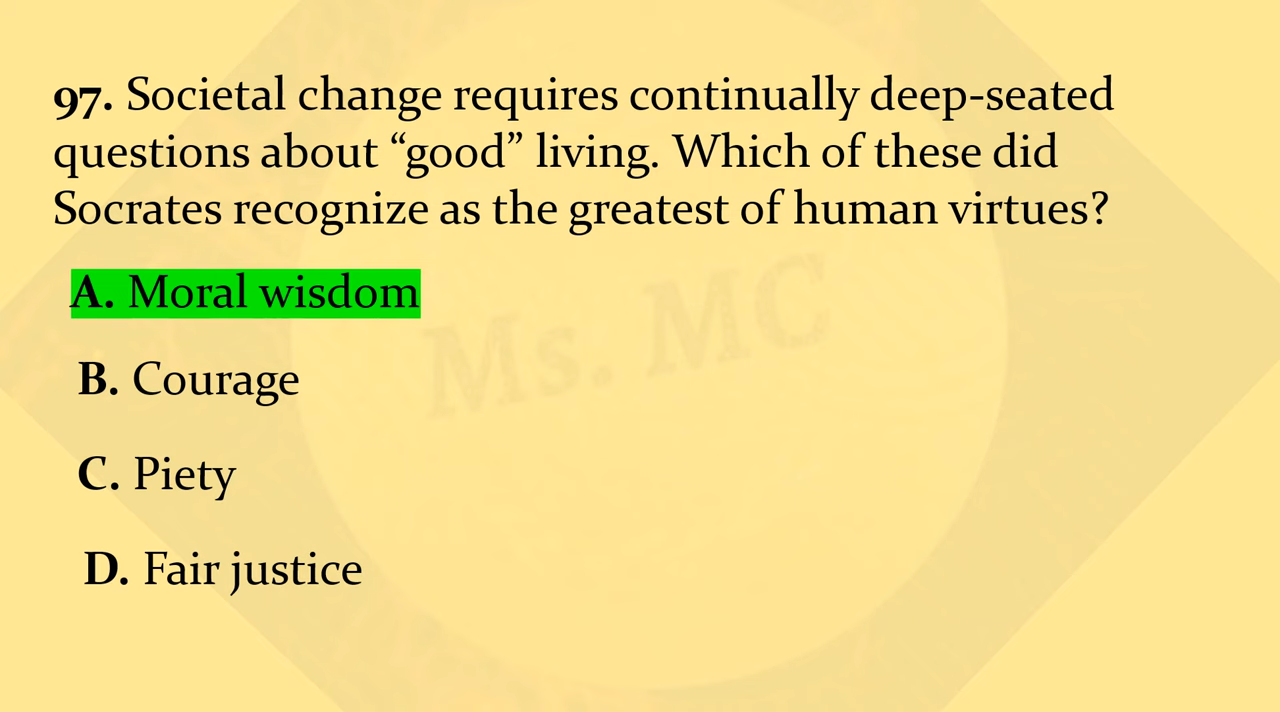 97. Societal change requires continually deep-seated
questions about “good” living. Which of these did
Socrates recognize as the greatest of human virtues?
A. Moral wisdom
Ms. MC
B. Courage
C. Piety
D. Fair justice